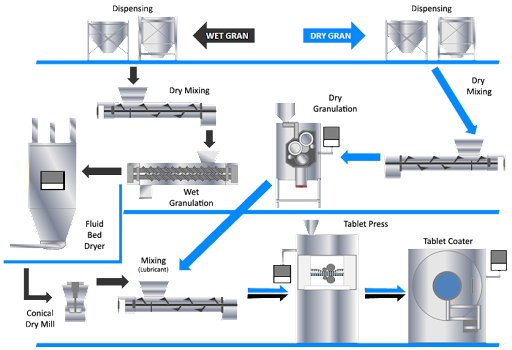 Dispensing
Dispensing
WET GRAN
DRY GRAN
Dry Mixing
Dry
Granulation
Dry
Mixing
Wet
Granulation
Fluid
Bed
Dryer
Tablet Press
Tablet Coater
Mixing
(Lubricant)
Conical
Dry Mill